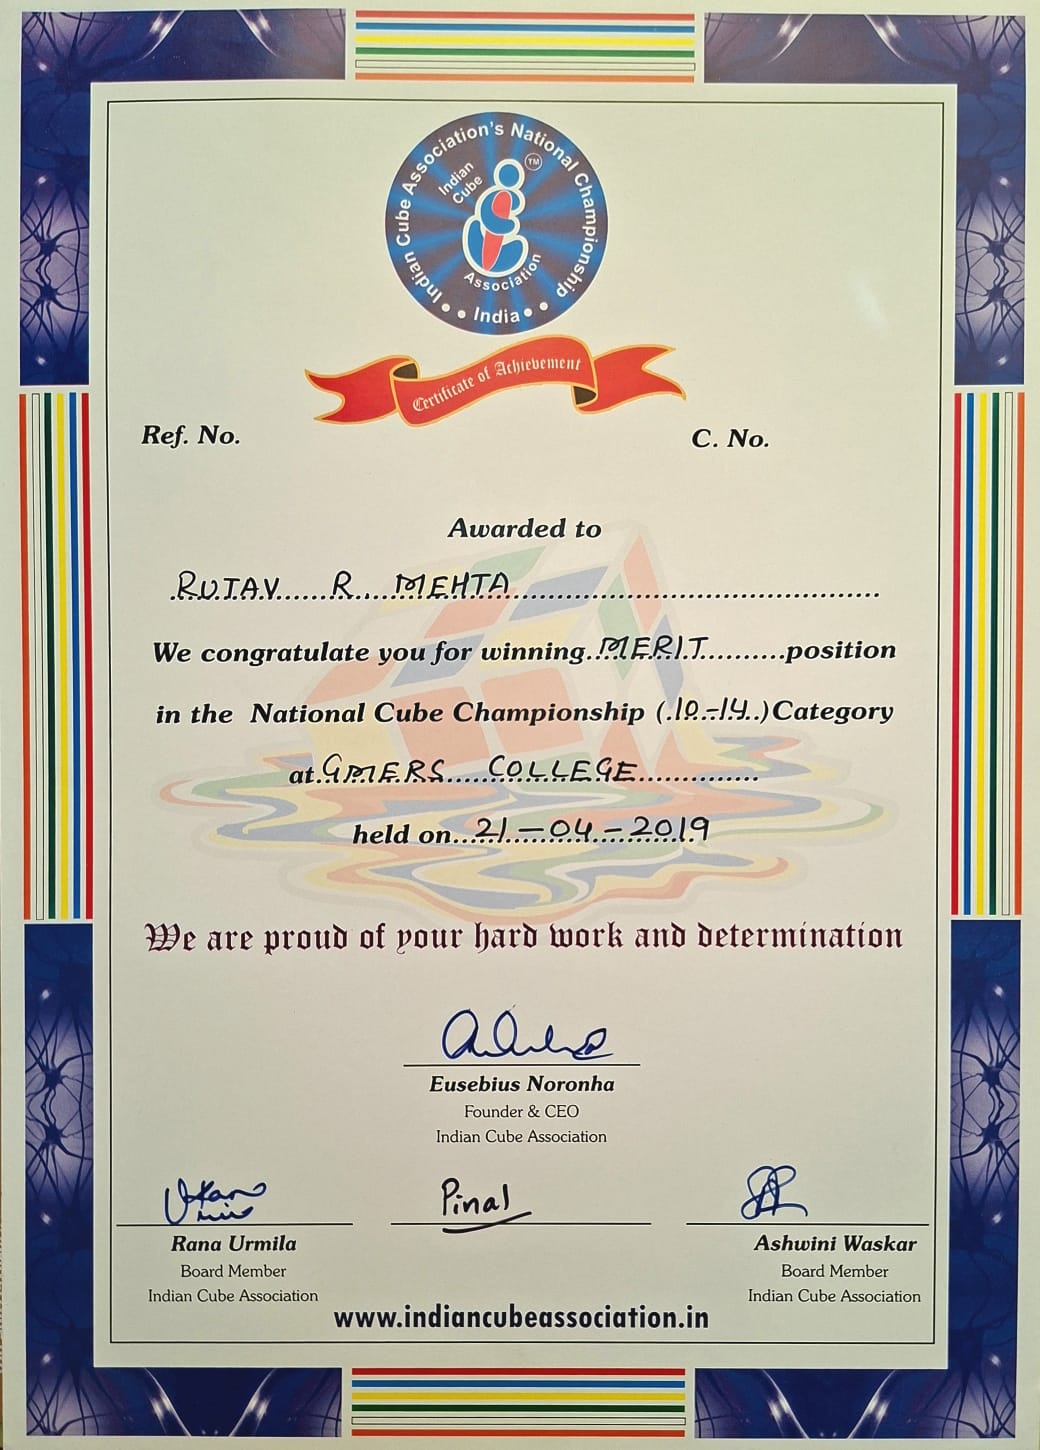 Indian Cube Association's National Championship
Indian
Cube
TM
Association
India
Certificate of Achievement
Ref. No.
C. No.
Awarded to
RUJAV R. MEHTA
We congratulate you for winning MERIT position
in the National Cube Championship (10-14) Category
at GMERS COLLEGE
held on 21-04-2019
We are proud of your hard work and determination
Eusebius Noronha
Founder & CEO
Indian Cube Association
Pinal
Rana Urmila
Board Member
Indian Cube Association
Ashwini Waskar
Board Member
Indian Cube Association
www.indiancubeassociation.in